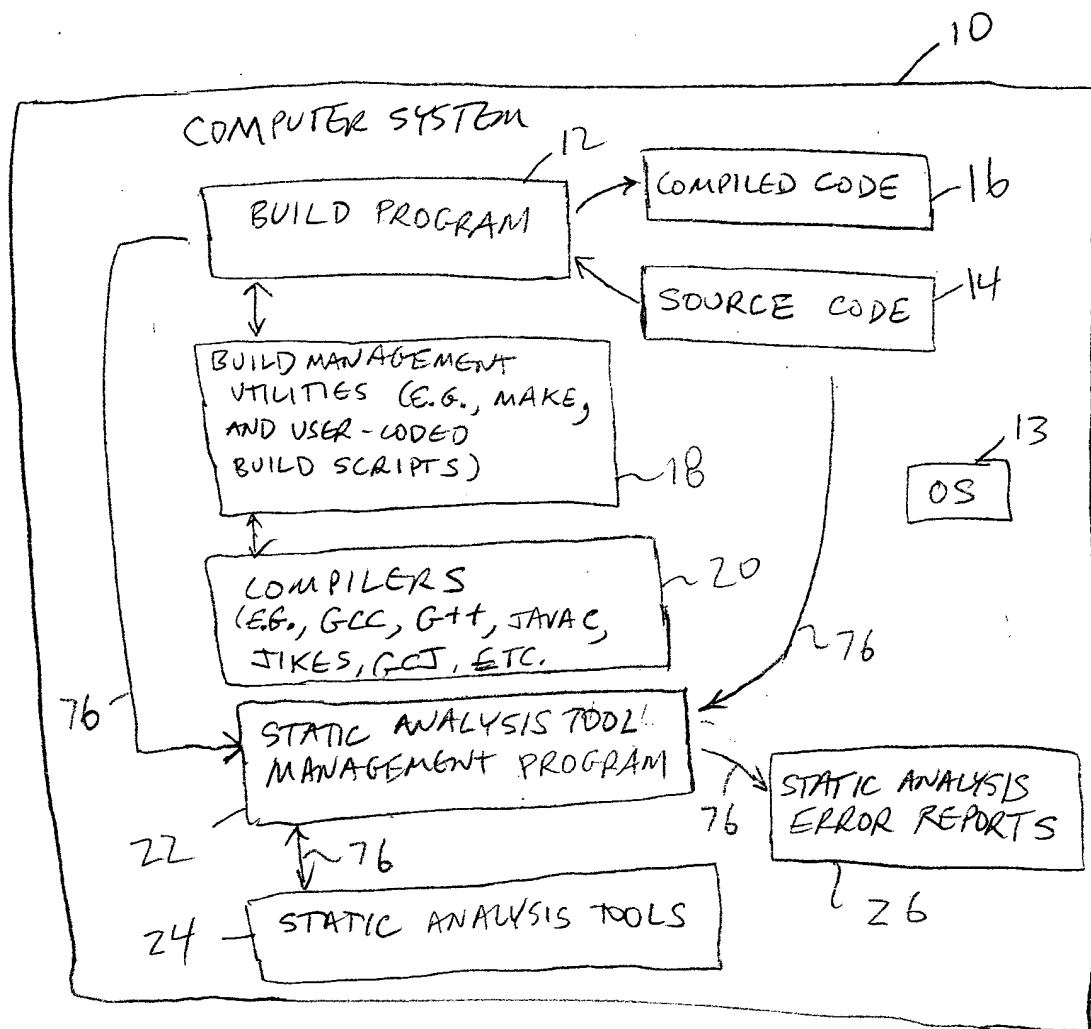 10
COMPUTER SYSTEM
12
BUILD PROGRAM
COMPILED CODE
16
SOURCE CODE
14
BUILD MANAGEMENT
UTILITIES (E.G., MAKE,
AND USER-CODED
BUILD SCRIPTS)
18
13
OS
COMPILERS
(E.G., GCC, G++, JAVAC,
JIKES, GCJ, ETC.
20
76
76
STATIC ANALYSIS TOOL
MANAGEMENT PROGRAM
22
76
STATIC ANALYSIS
ERROR REPORTS
26
76
STATIC ANALYSIS TOOLS
24